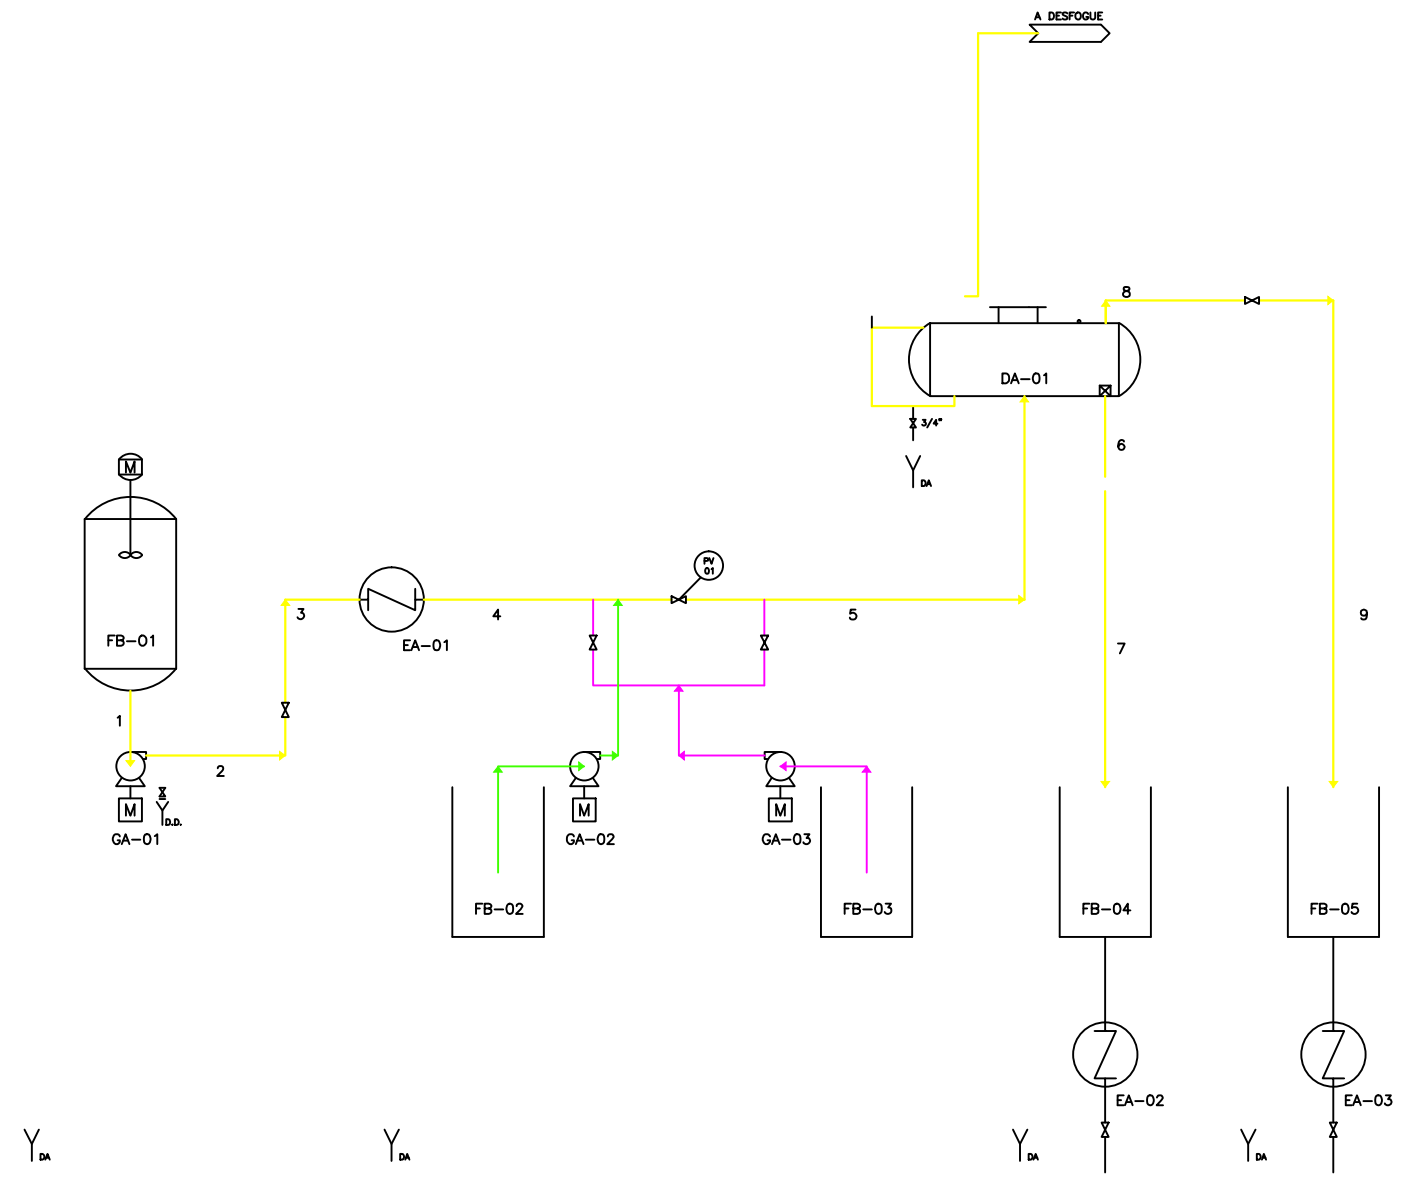 A DESFOGUE
8
DA-01
3/4"
6
DA
M
PV
01
3
4
5
9
FB-01
EA-01
7
1
2
M
D.D.
M
M
GA-01
GA-02
GA-03
FB-02
FB-03
FB-04
FB-05
EA-02
EA-03
DA
DA
DA
DA